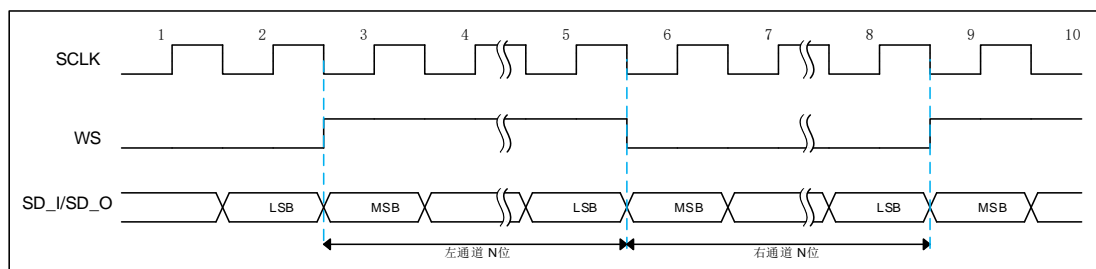 1 2 3 4 5 6 7 8 9 10
SCLK
WS
SD_I/SD_O LSB MSB LSB MSB LSB MSB
左通道 N位 右通道 N位